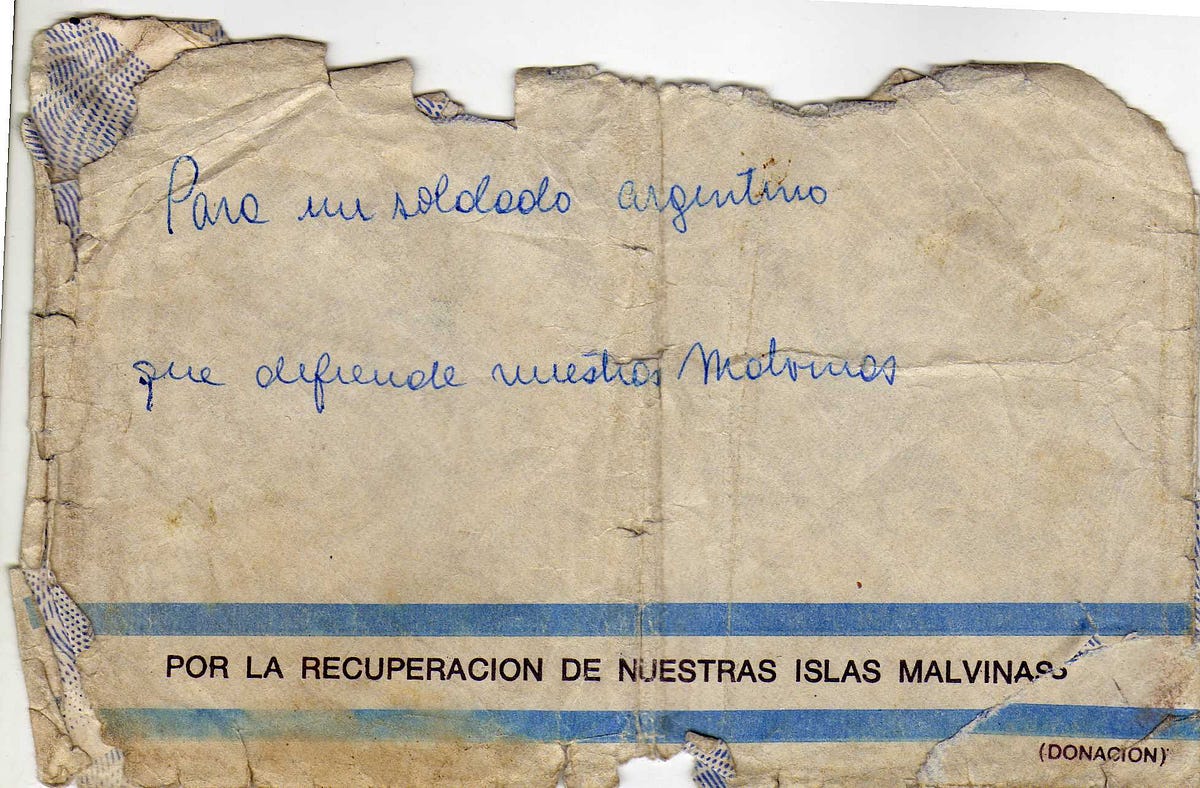 Para un soldado argentino
que defiende nuestras Malvinas
POR LA RECUPERACION DE NUESTRAS ISLAS MALVINAS
(DONACION)